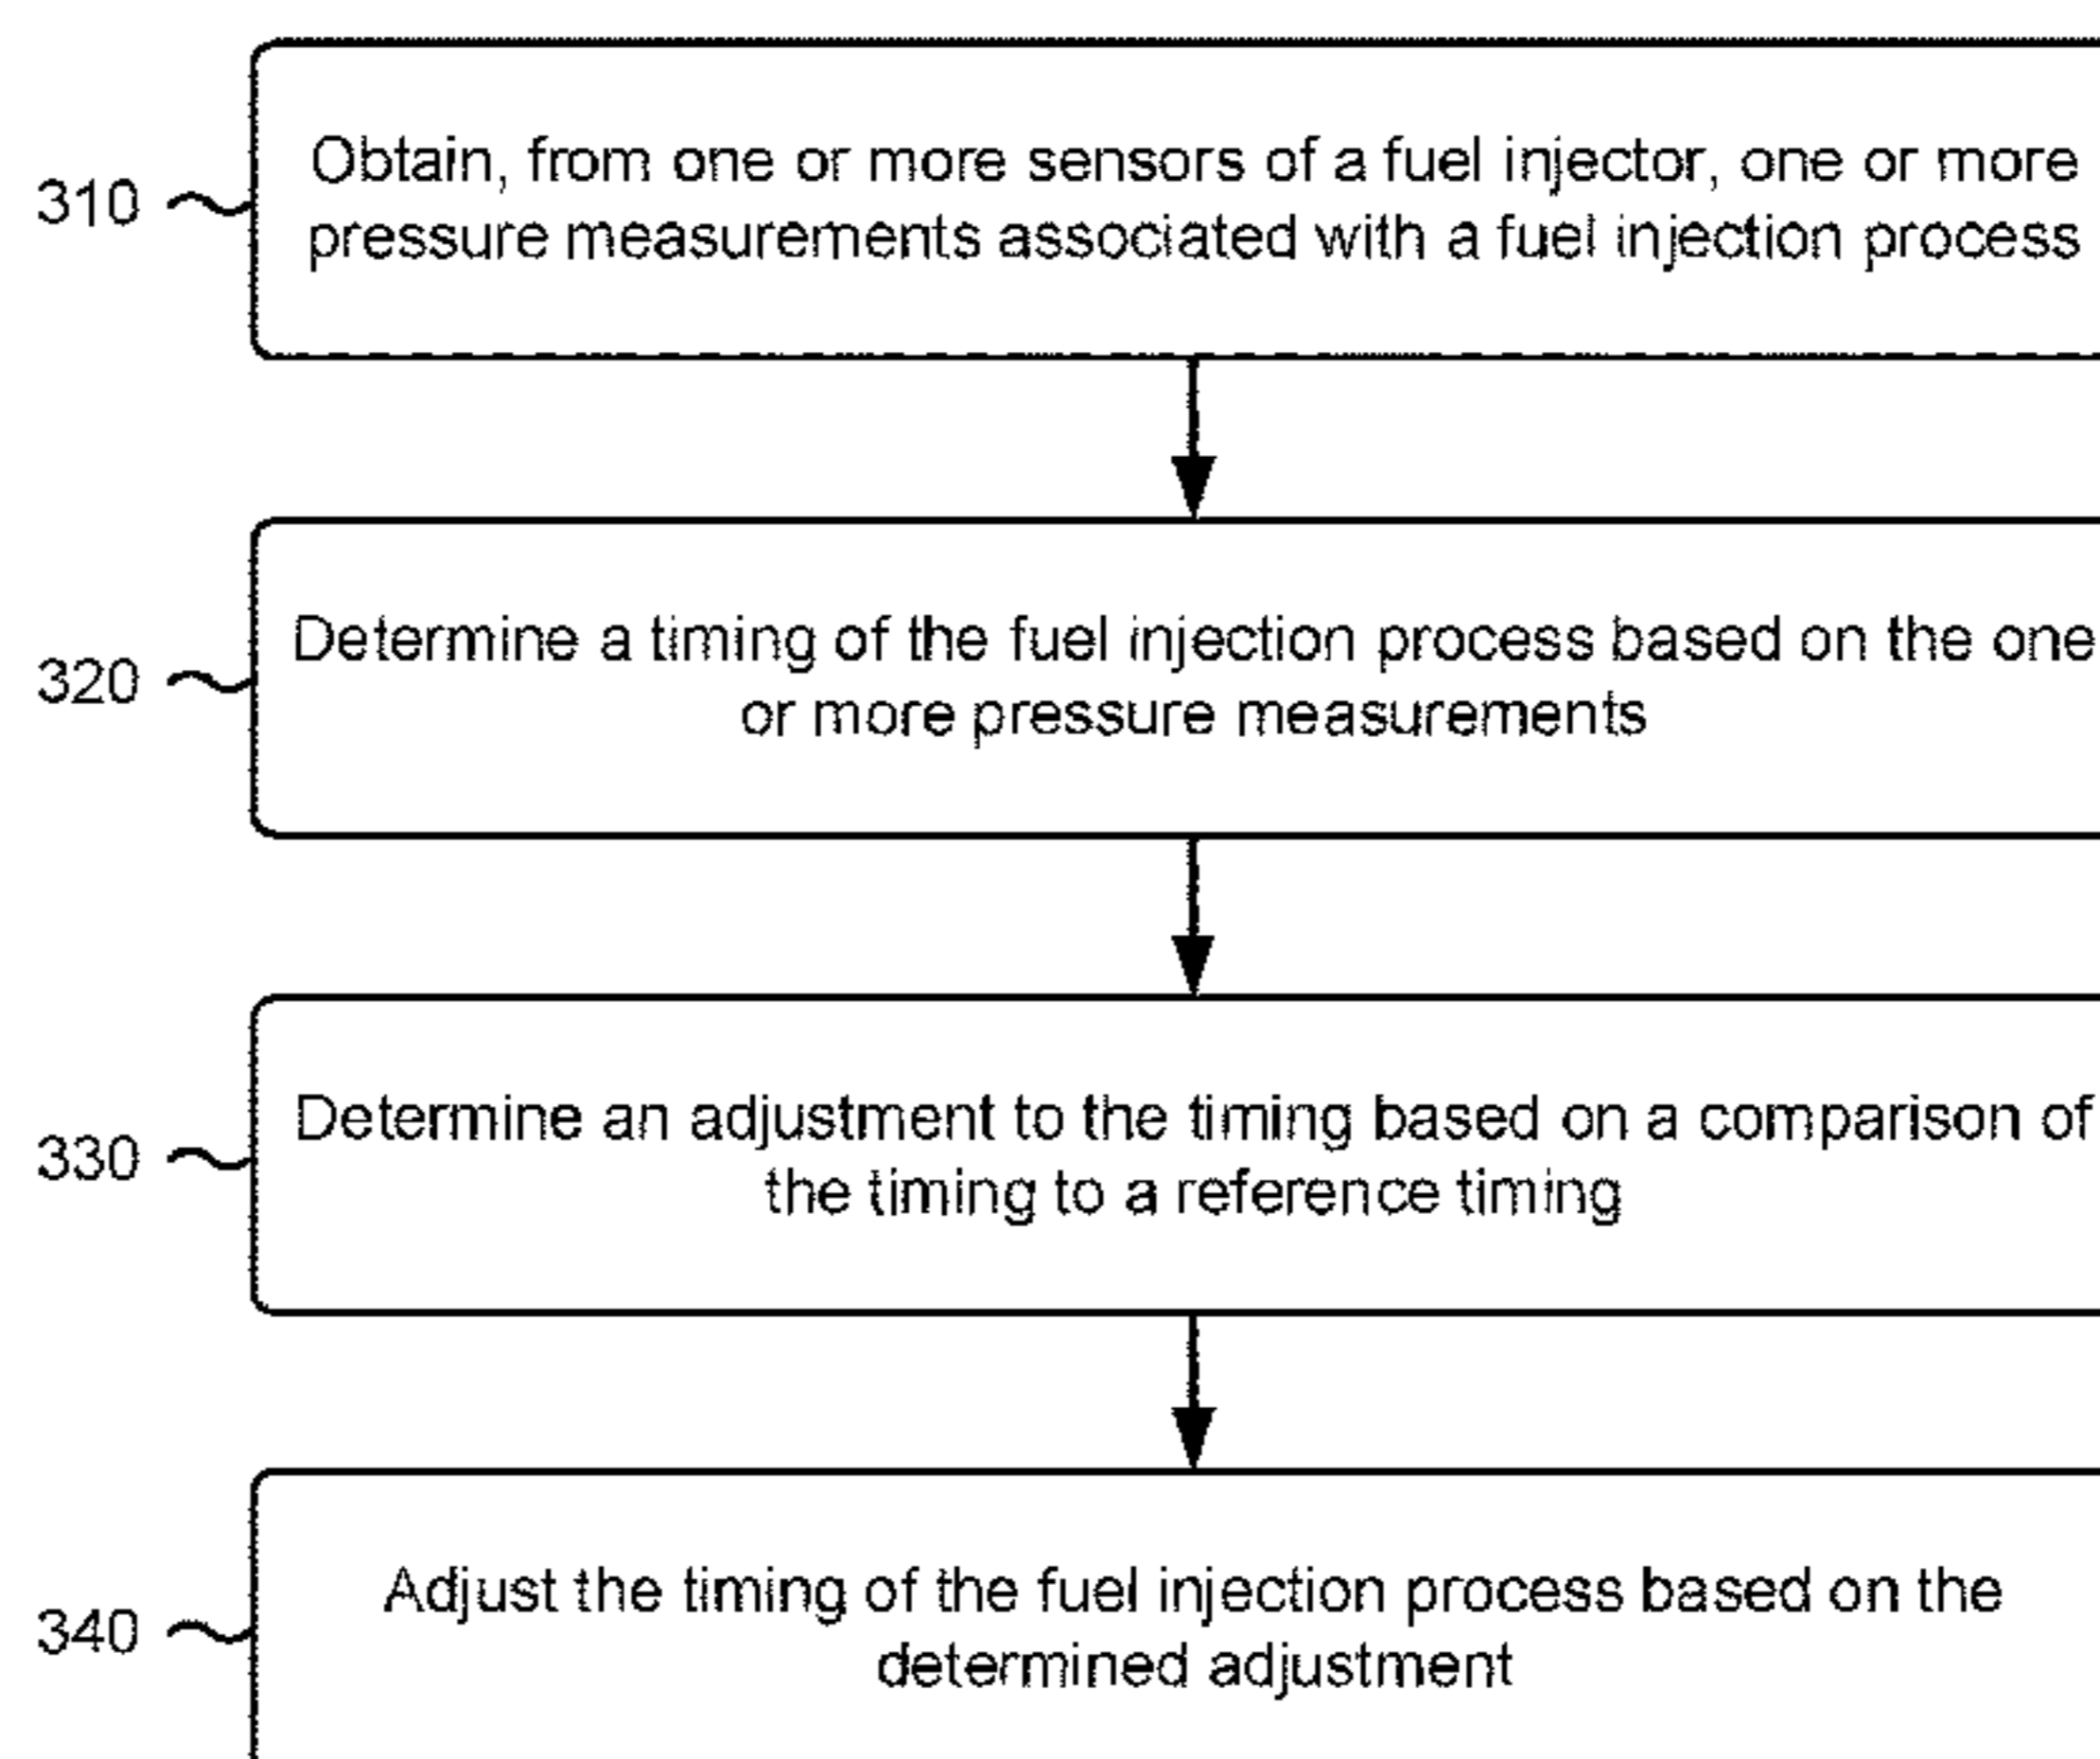 310
Obtain, from one or more sensors of a fuel injector, one or more
pressure measurements associated with a fuel injection process
320
Determine a timing of the fuel injection process based on the one
or more pressure measurements
330
Determine an adjustment to the timing based on a comparison of
the timing to a reference timing
340
Adjust the timing of the fuel injection process based on the
determined adjustment